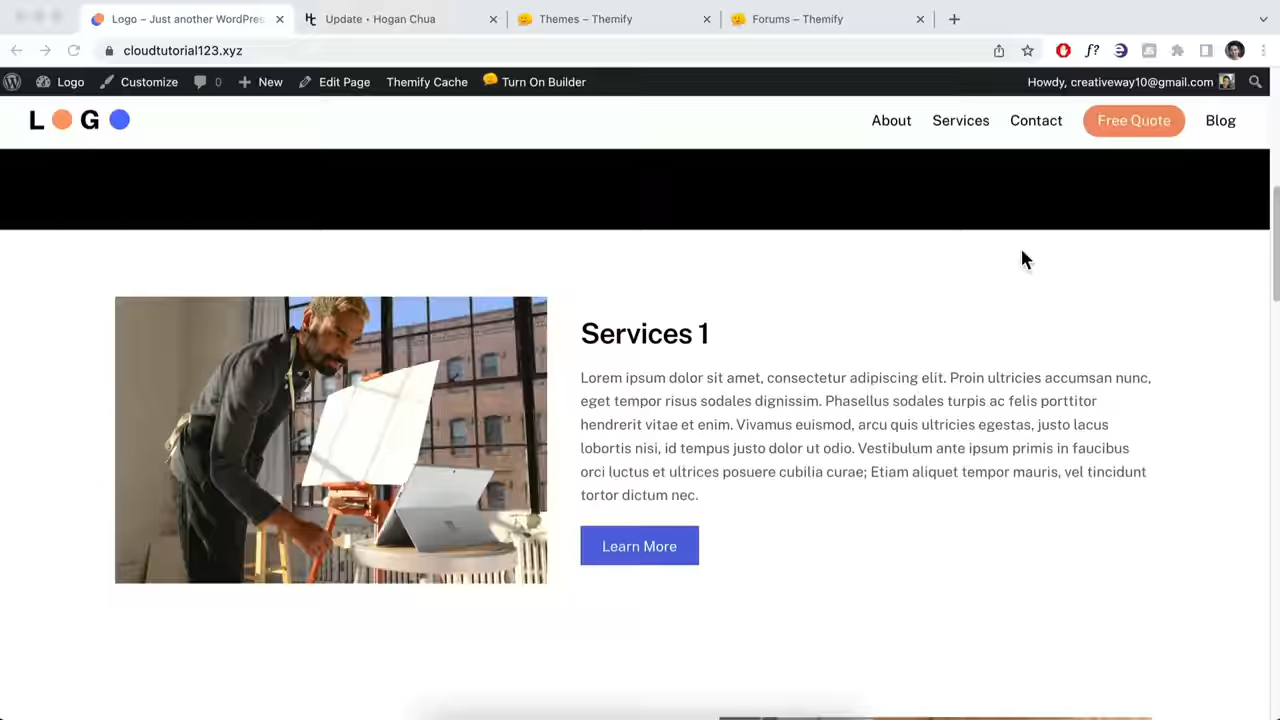 Logo – Just another WordPres
Update • Hogan Chua
Themes – Themify
Forums – Themify
cloudtutorial123.xyz
f?
Logo
Customize
0
New
Edit Page
Themify Cache
Turn On Builder
Howdy, creativeway10@gmail.com
L G
About
Services
Contact
Free Quote
Blog
Services 1
Lorem ipsum dolor sit amet, consectetur adipiscing elit. Proin ultricies accumsan nunc,
eget tempor risus sodales dignissim. Phasellus sodales turpis ac felis porttitor
hendrerit vitae et enim. Vivamus euismod, arcu quis ultricies egestas, justo lacus
lobortis nisi, id tempus justo dolor ut odio. Vestibulum ante ipsum primis in faucibus
orci luctus et ultrices posuere cubilia curae; Etiam aliquet tempor mauris, vel tincidunt
tortor dictum nec.
Learn More